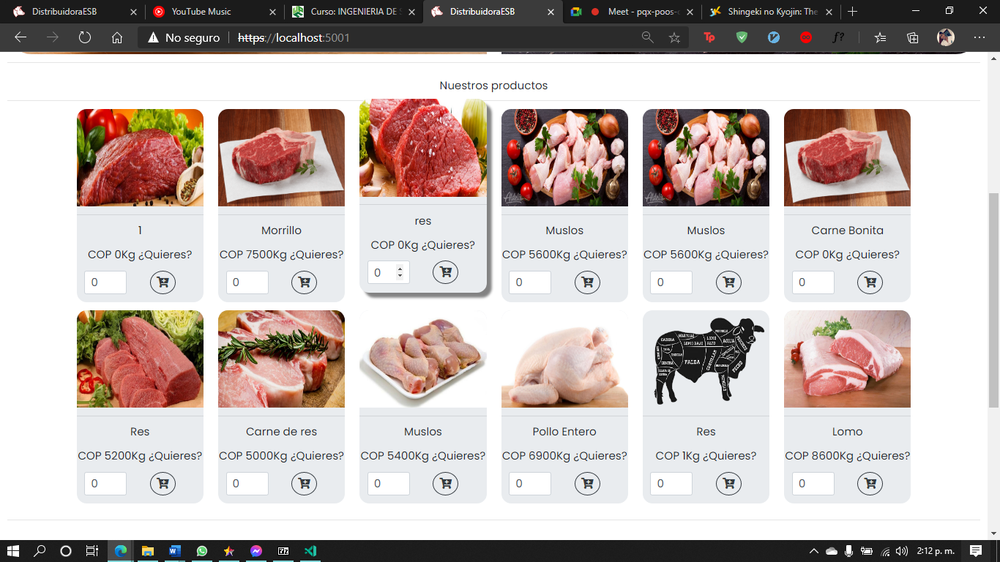 DistribuidoraESB
YouTube Music
Curso: INGENIERIA DE S
DistribuidoraESB
Meet - pqx-poos-
Shingeki no Kyojin: The
No seguro
https://localhost:5001
Nuestros productos
1
COP 0Kg ¿Quieres?
0
Morrillo
COP 7500Kg ¿Quieres?
0
res
COP 0Kg ¿Quieres?
0
Muslos
COP 5600Kg ¿Quieres?
0
Muslos
COP 5600Kg ¿Quieres?
0
Carne Bonita
COP 0Kg ¿Quieres?
0
Res
COP 5200Kg ¿Quieres?
0
Carne de res
COP 5000Kg ¿Quieres?
0
Muslos
COP 5400Kg ¿Quieres?
0
Pollo Entero
COP 6900Kg ¿Quieres?
0
FALDA
Res
COP 1Kg ¿Quieres?
0
Lomo
COP 8600Kg ¿Quieres?
0
2:12 p. m.